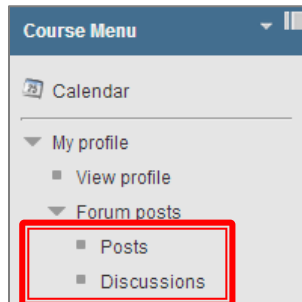 Course Menu
Calendar
My profile
View profile
Forum posts
Posts
Discussions